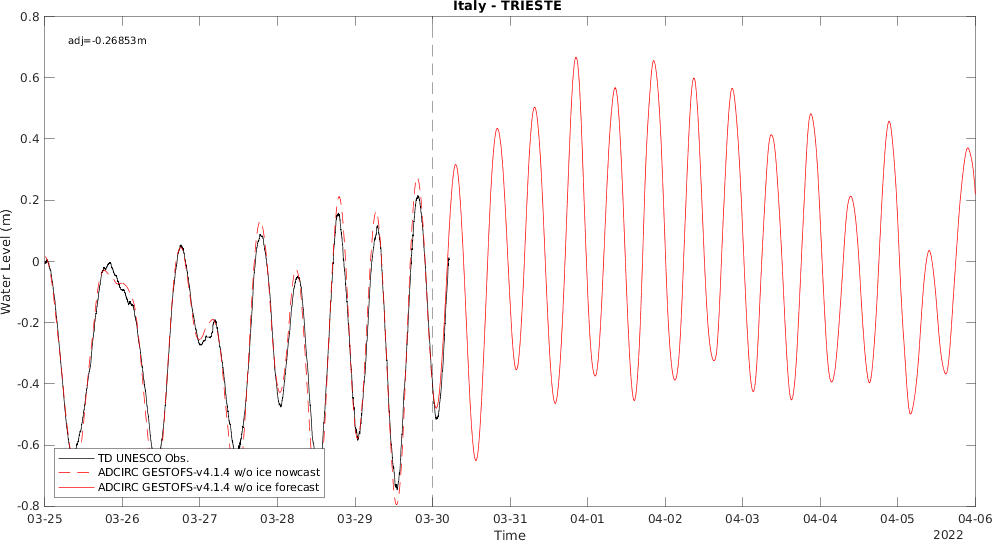 Italy - TRIESTE
adj=-0.26853m
0.8
0.6
0.4
0.2
0
-0.2
-0.4
-0.6
-0.8
Water Level (m)
TD UNESCO Obs.
ADCIRC GESTOFS-v4.1.4 w/o ice nowcast
ADCIRC GESTOFS-v4.1.4 w/o ice forecast
03-25 03-26 03-27 03-28 03-29 03-30 03-31 04-01 04-02 04-03 04-04 04-05 04-06
Time
2022